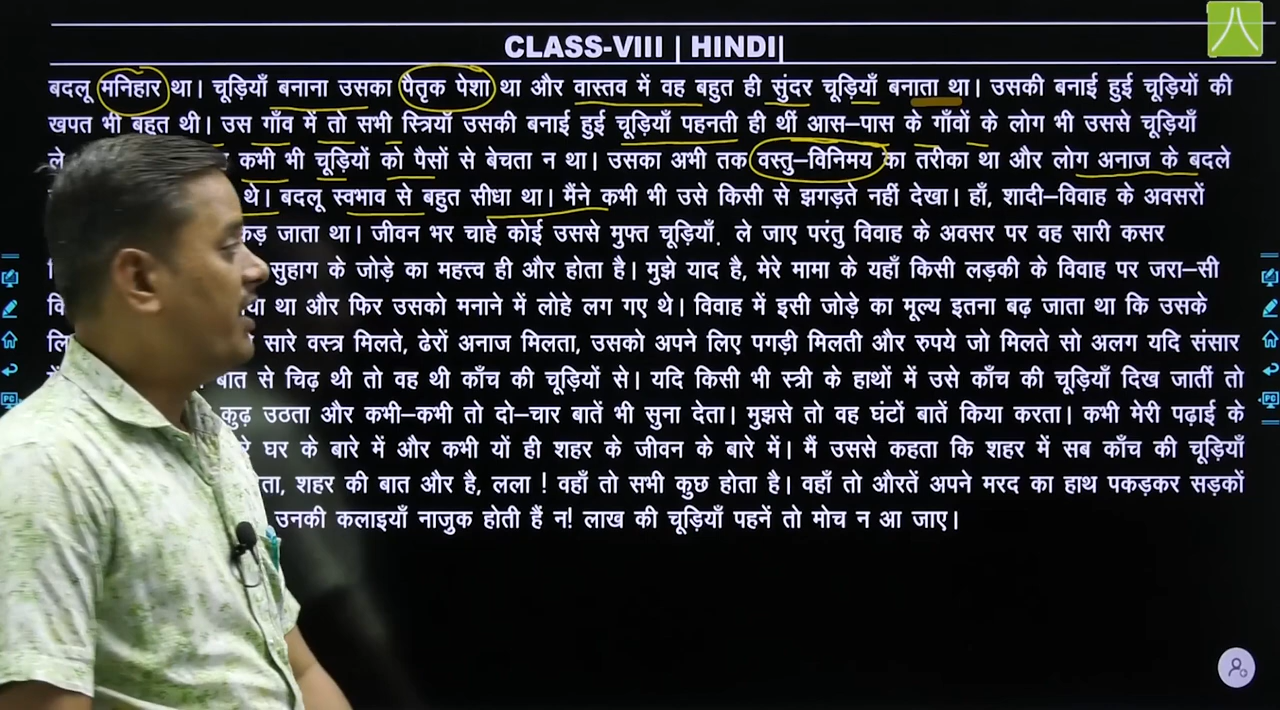 CLASS-VIII | HINDI|
बदलू मनिहार था। चूड़ियाँ बनाना उसका पैतृक पेशा था और वास्तव में वह बहुत ही सुंदर चूड़ियाँ बनाता था। उसकी बनाई हुई चूड़ियों की
खपत भी बहुत थी। उस गाँव में तो सभी स्त्रियाँ उसकी बनाई हुई चूड़ियाँ पहनती ही थीं आस–पास के गाँवों के लोग भी उससे चूड़ियाँ
ले कभी भी चूड़ियों को पैसों से बेचता न था। उसका अभी तक वस्तु–विनिमय का तरीका था और लोग अनाज के बदले
थे। बदलू स्वभाव से बहुत सीधा था। मैंने कभी भी उसे किसी से झगड़ते नहीं देखा। हाँ, शादी–विवाह के अवसरों
जाता था। जीवन भर चाहे कोई उससे मुफ्त चूड़ियाँ. ले जाए परंतु विवाह के अवसर पर वह सारी कसर
सुहाग के जोड़े का महत्त्व ही और होता है। मुझे याद है, मेरे मामा के यहाँ किसी लड़की के विवाह पर जरा–सी
था और फिर उसको मनाने में लोहे लग गए थे। विवाह में इसी जोड़े का मूल्य इतना बढ़ जाता था कि उसके
सारे वस्त्र मिलते, ढेरों अनाज मिलता, उसको अपने लिए पगड़ी मिलती और रुपये जो मिलते सो अलग यदि संसार
बात से चिढ़ थी तो वह थी काँच की चूड़ियों से। यदि किसी भी स्त्री के हाथों में उसे काँच की चूड़ियाँ दिख जातीं तो
कुढ़ उठता और कभी–कभी तो दो–चार बातें भी सुना देता। मुझसे तो वह घंटों बातें किया करता। कभी मेरी पढ़ाई के
घर के बारे में और कभी यों ही शहर के जीवन के बारे में। मैं उससे कहता कि शहर में सब काँच की चूड़ियाँ
शहर की बात और है, लला ! वहाँ तो सभी कुछ होता है। वहाँ तो औरतें अपने मरद का हाथ पकड़कर सड़कों
उनकी कलाइयाँ नाजुक होती हैं न! लाख की चूड़ियाँ पहनें तो मोच न आ जाए।